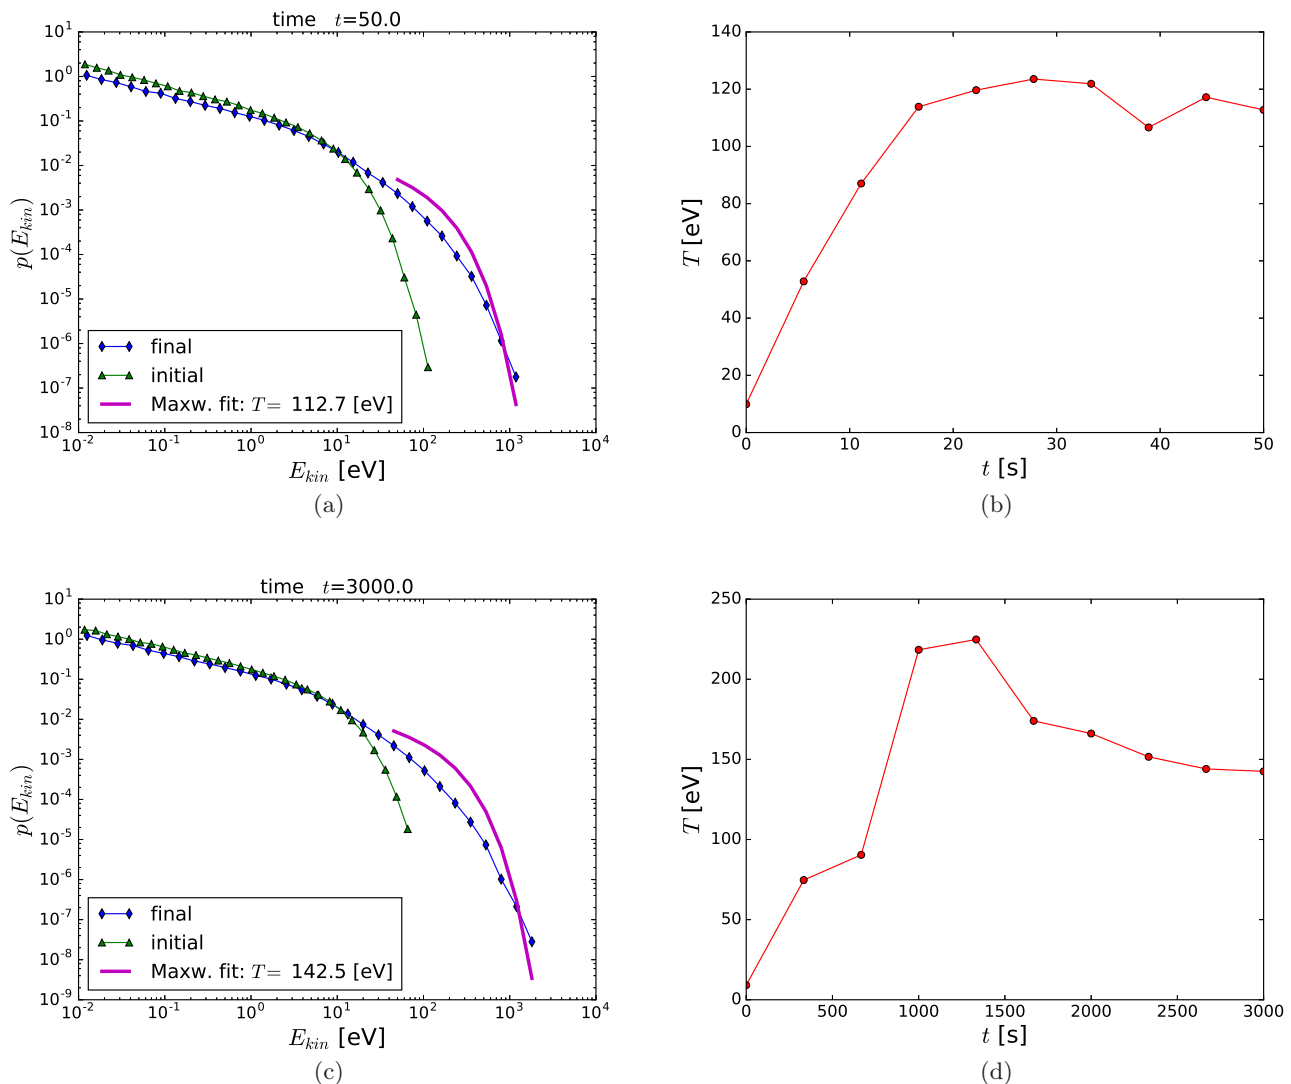 time t=50.0
10^1
10^0
10^-1
10^-2
10^-3
10^-4
10^-5
10^-6
10^-7
10^-8
p(E_kin)
final
initial
Maxw. fit: T= 112.7 [eV]
10^-2 10^-1 10^0 10^1 10^2 10^3 10^4
E_kin [eV]
(a)
140
120
100
80
60
40
20
0
T [eV]
0 10 20 30 40 50
t [s]
(b)
time t=3000.0
10^1
10^0
10^-1
10^-2
10^-3
10^-4
10^-5
10^-6
10^-7
10^-8
10^-9
p(E_kin)
final
initial
Maxw. fit: T= 142.5 [eV]
10^-2 10^-1 10^0 10^1 10^2 10^3 10^4
E_kin [eV]
(c)
250
200
150
100
50
0
T [eV]
0 500 1000 1500 2000 2500 3000
t [s]
(d)